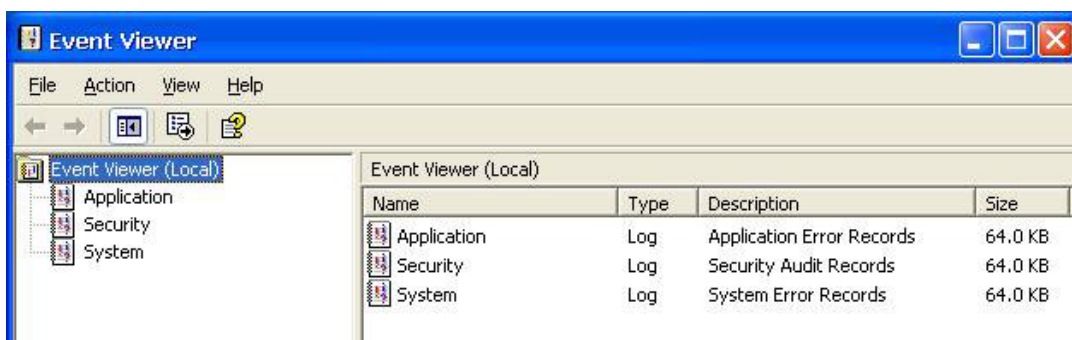 Event Viewer
File Action View Help
Event Viewer (Local)
Application
Security
System
Event Viewer (Local)
Name Type Description Size
Application Log Application Error Records 64.0 KB
Security Log Security Audit Records 64.0 KB
System Log System Error Records 64.0 KB